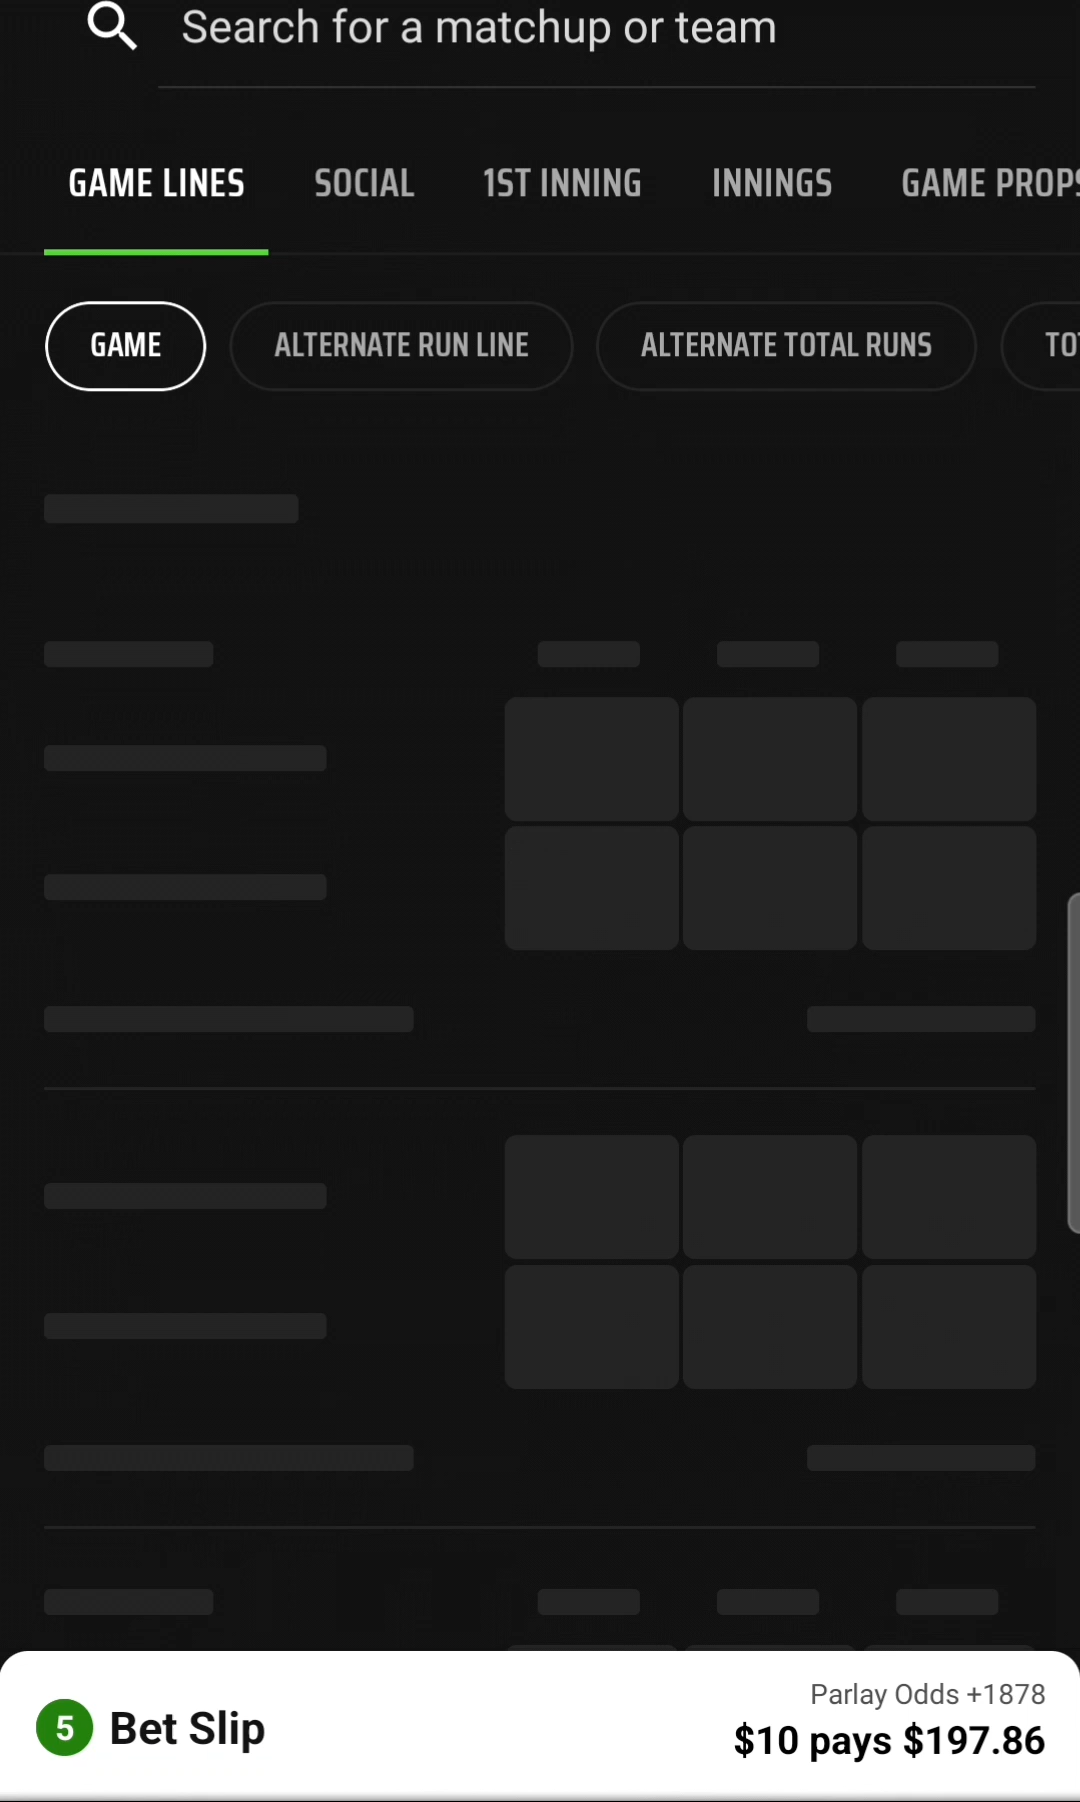 Search for a matchup or team
GAME LINES SOCIAL 1ST INNING INNINGS GAME PROPS
GAME ALTERNATE RUN LINE ALTERNATE TOTAL RUNS TO
Parlay Odds +1878
5 Bet Slip
$10 pays $197.86